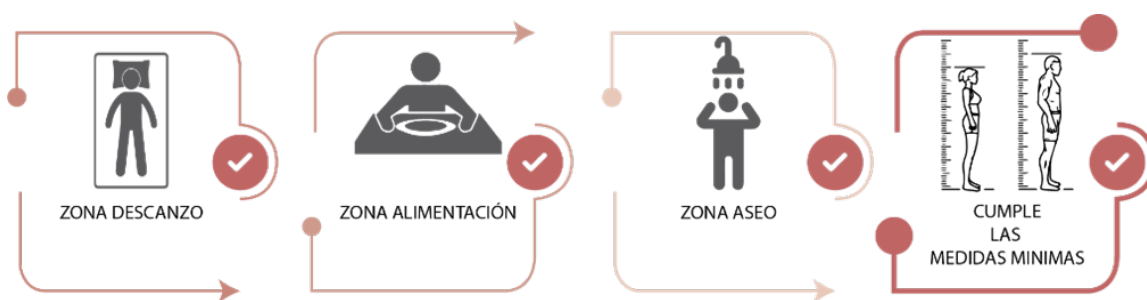 ZONA DESCANZO
ZONA ALIMENTACIÓN
ZONA ASEO
CUMPLE
LAS
MEDIDAS MINIMAS